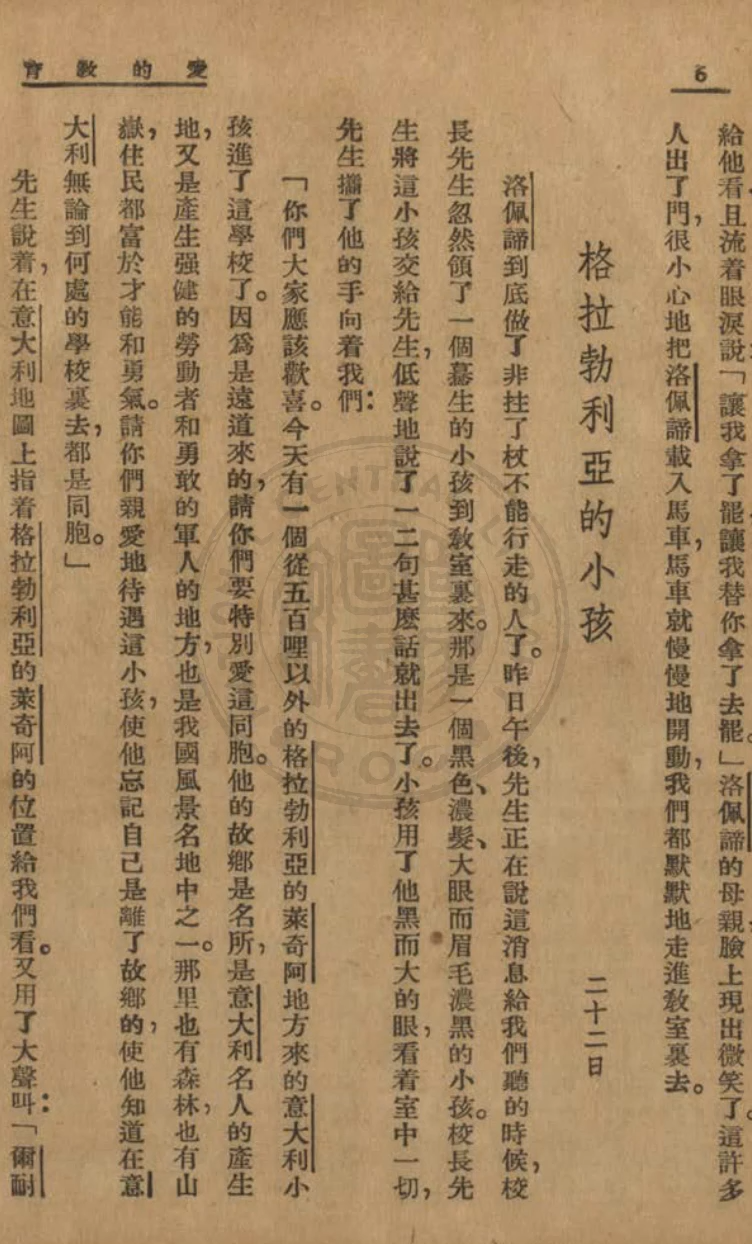 愛的教育
6
給他看且流着眼淚說「讓我拿了罷讓我替你拿了去罷。」洛佩諦的母親臉上現出微笑了。這許多
人出了門，很小心地把洛佩諦載入馬車，馬車就慢慢地開動，我們都默默地走進教室裏去。
格拉勃利亞的小孩
二十二日
洛佩諦到底做了非拄了杖不能行走的人了。昨日午後，先生正在說這消息給我們聽的時候，校
長先生忽然領了一個驀生的小孩到教室裏來。那是一個黑色、濃髮、大眼而眉毛濃黑的小孩。校長先
生將這小孩交給先生，低聲地說了一二句甚麽話就出去了。小孩用了他黑而大的眼，看着室中一切，
先生攜了他的手向着我們：
「你們大家應該歡喜。今天有一個從五百哩以外的格拉勃利亞的萊奇阿地方來的意大利小
孩進了這學校了。因爲是遠道來的，請你們要特別愛這同胞。他的故鄉是名所，是意大利名人的產生
地，又是產生强健的勞動者和勇敢的軍人的地方，也是我國風景名地中之一。那里也有森林，也有山
嶽，住民都富於才能和勇氣。請你們親愛地待遇這小孩，使他忘記自己是離了故鄉的，使他知道在意
大利無論到何處的學校裏去，都是同胞。」
先生說着，在意大利地圖上指着格拉勃利亞的萊奇阿的位置給我們看。又用了大聲叫：「爾耐
CENTRAL